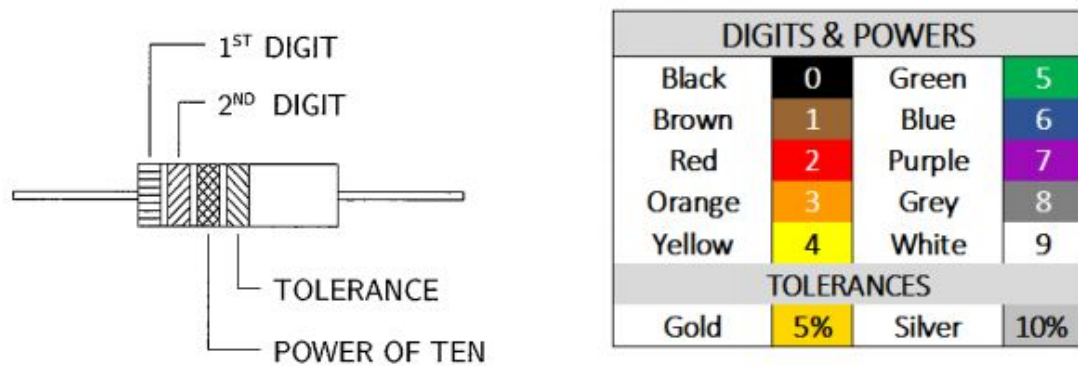 1ST DIGIT
2ND DIGIT
TOLERANCE
POWER OF TEN
DIGITS & POWERS
Black 0 Green 5
Brown 1 Blue 6
Red 2 Purple 7
Orange 3 Grey 8
Yellow 4 White 9
TOLERANCES
Gold 5% Silver 10%